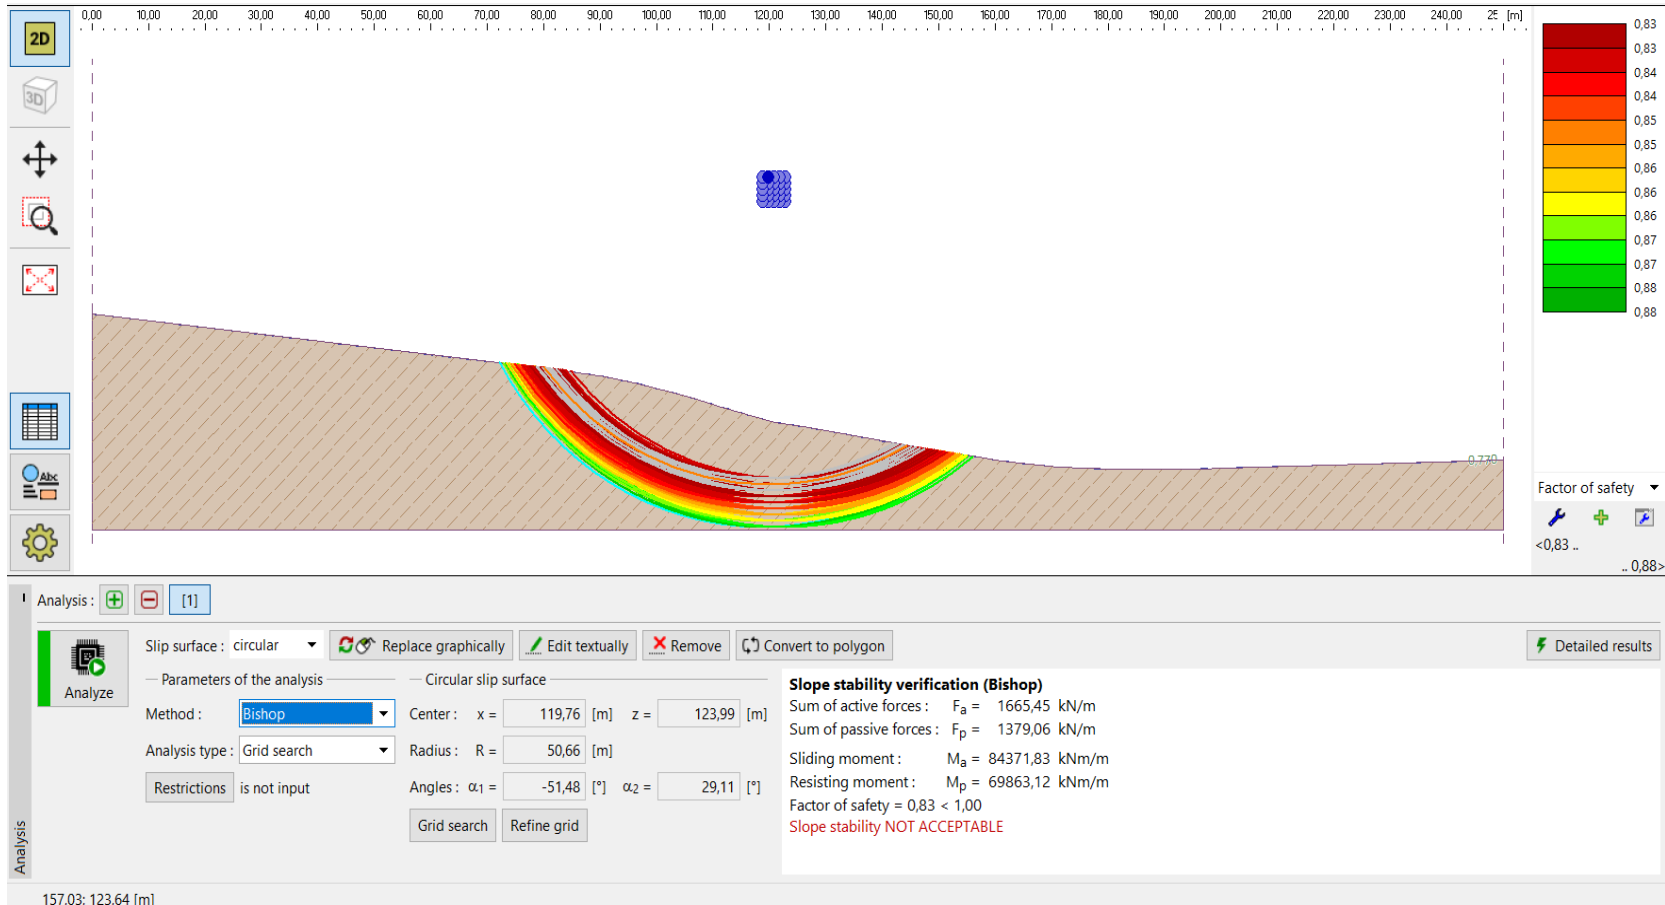 0,00 10,00 20,00 30,00 40,00 50,00 60,00 70,00 80,00 90,00 100,00 110,00 120,00 130,00 140,00 150,00 160,00 170,00 180,00 190,00 200,00 210,00 220,00 230,00 240,00 25 [m]
2D
3D
Abc
0,83
0,83
0,84
0,84
0,85
0,85
0,86
0,86
0,86
0,87
0,87
0,88
0,88
0,770
Factor of safety
<0,83 ..
.. 0,88>
Analysis : [1]
Analyze
Slip surface : circular Replace graphically Edit textually Remove Convert to polygon Detailed results
Parameters of the analysis
Method : Bishop
Analysis type : Grid search
Restrictions is not input
Circular slip surface
Center : x = 119,76 [m] z = 123,99 [m]
Radius : R = 50,66 [m]
Angles : α1 = -51,48 [°] α2 = 29,11 [°]
Grid search Refine grid
Slope stability verification (Bishop)
Sum of active forces : Fa = 1665,45 kN/m
Sum of passive forces : Fp = 1379,06 kN/m
Sliding moment : Ma = 84371,83 kNm/m
Resisting moment : Mp = 69863,12 kNm/m
Factor of safety = 0,83 < 1,00
Slope stability NOT ACCEPTABLE
Analysis
157,03; 123,64 [m]